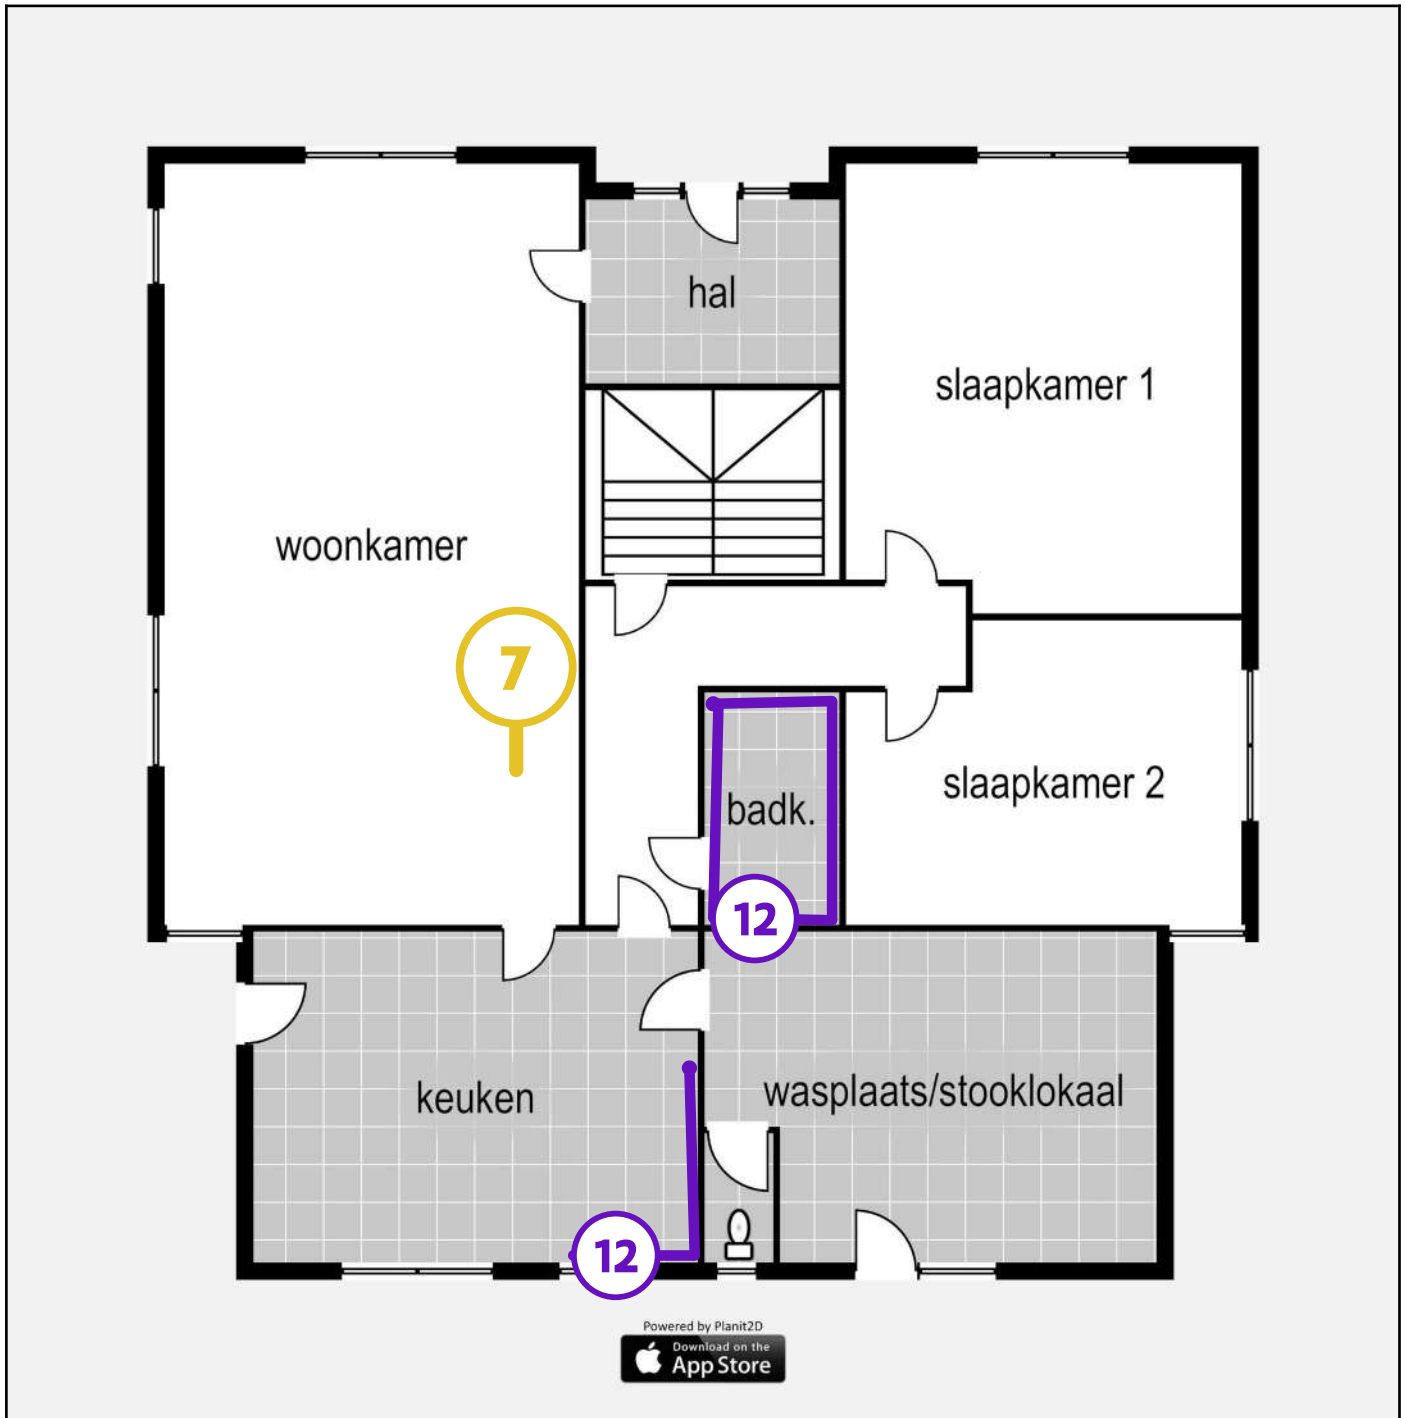 hal
slaapkamer 1
woonkamer
7
slaapkamer 2
badk.
12
keuken
wasplaats/stooklokaal
12
Powered by Planit2D
Download on the
App Store